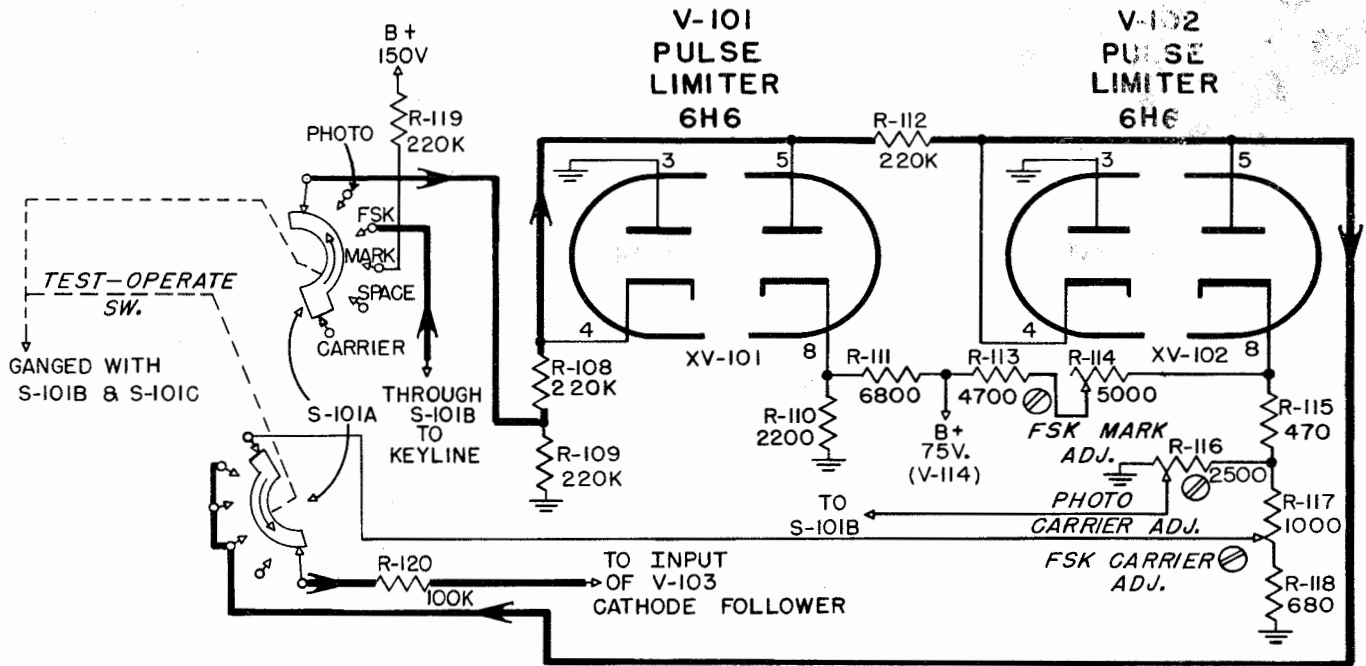 V-101
PULSE
LIMITER
6H6
V-102
PULSE
LIMITER
6H6
B+
150V
R-119
220K
PHOTO
FSK
MARK
SPACE
CARRIER
TEST-OPERATE
SW.
GANGED WITH
S-101B & S-101C
S-101A
THROUGH
S-101B
TO
KEYLINE
R-108
220K
R-109
220K
3
5
4
8
XV-101
R-112
220K
3
5
4
8
XV-102
R-110
2200
R-111
6800
B+
75V.
(V-114)
R-113
4700
R-114
5000
FSK MARK
ADJ.
R-115
470
R-116
2500
PHOTO
CARRIER ADJ.
TO
S-101B
R-117
1000
FSK CARRIER
ADJ.
R-118
680
R-120
100K
TO INPUT
OF V-103
CATHODE FOLLOWER